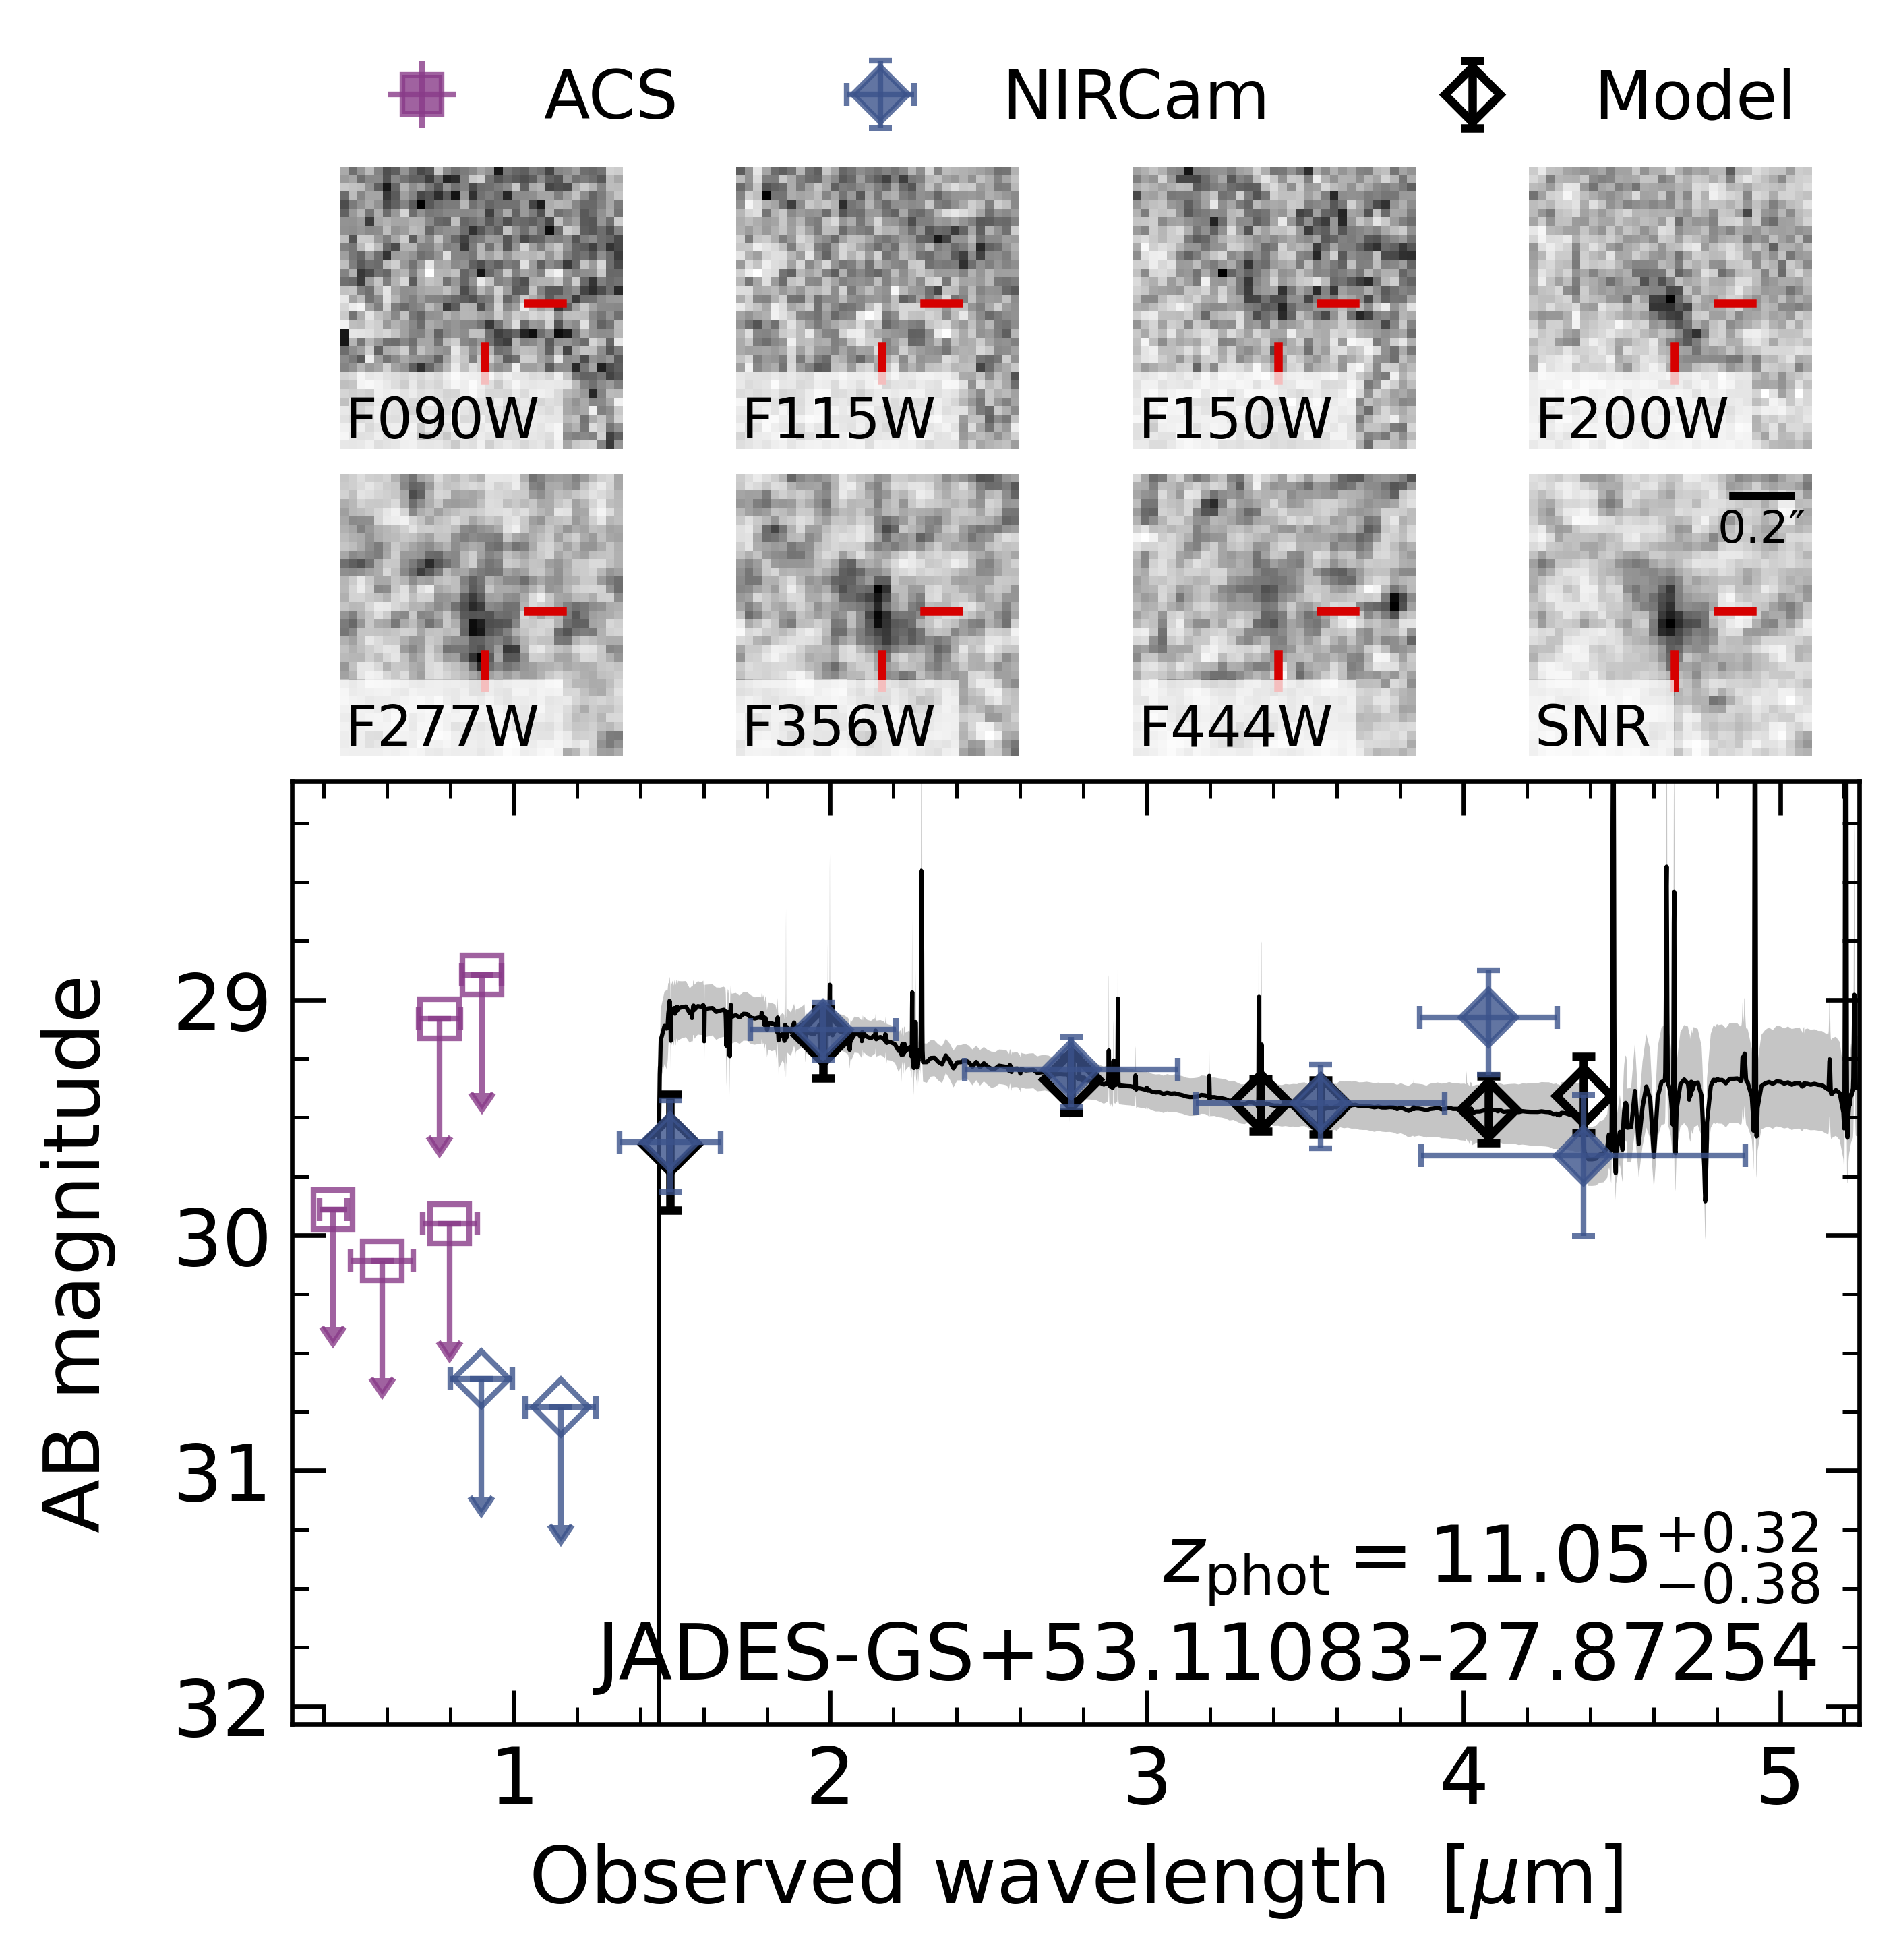 ACS NIRCam Model
F090W F115W F150W F200W
0.2″
F277W F356W F444W SNR
AB magnitude
29
30
31
32
z_phot = 11.05 +0.32 −0.38
JADES-GS+53.11083-27.87254
1 2 3 4 5
Observed wavelength [μm]